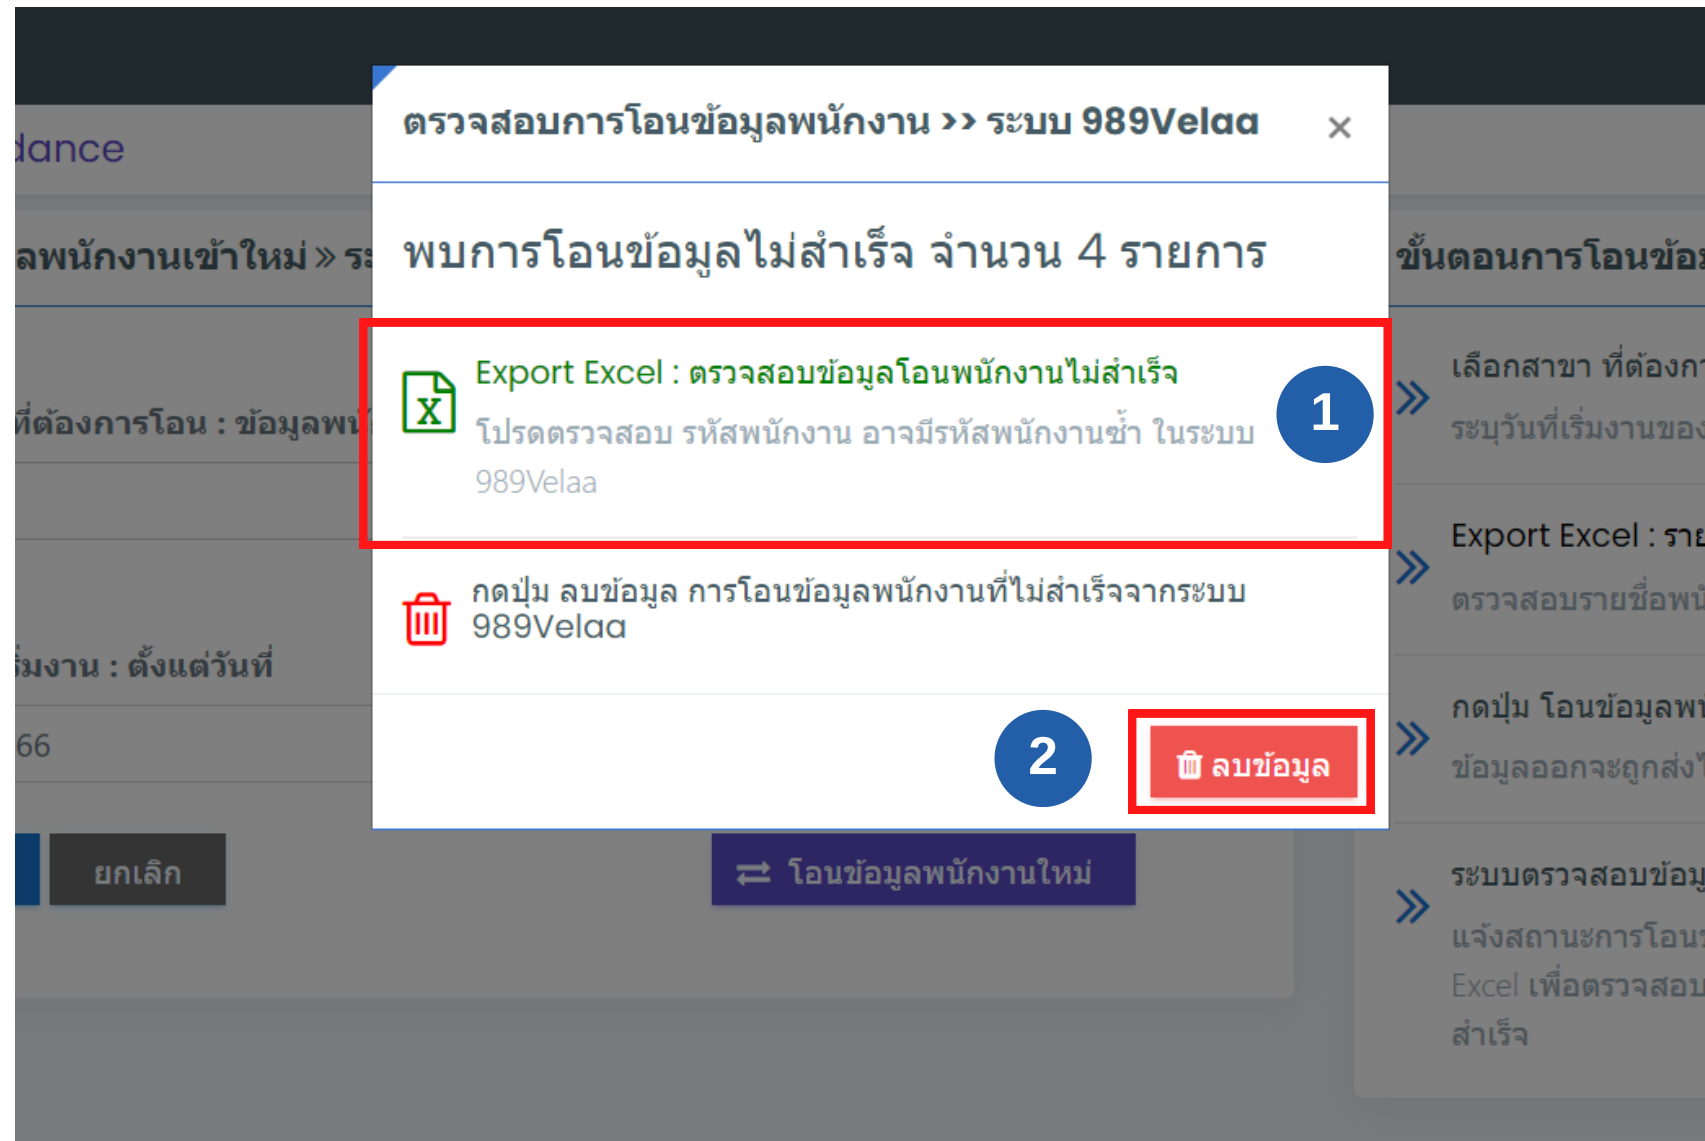 dance
ตรวจสอบการโอนข้อมูลพนักงาน >> ระบบ 989Velaa
×
ลพนักงานเข้าใหม่ » ระ
พบการโอนข้อมูลไม่สำเร็จ จำนวน 4 รายการ
ที่ต้องการโอน : ข้อมูลพนั
Export Excel : ตรวจสอบข้อมูลโอนพนักงานไม่สำเร็จ
โปรดตรวจสอบ รหัสพนักงาน อาจมีรหัสพนักงานซ้ำ ในระบบ
989Velaa
1
กดปุ่ม ลบข้อมูล การโอนข้อมูลพนักงานที่ไม่สำเร็จจากระบบ
989Velaa
ริ่มงาน : ตั้งแต่วันที่
66
2
ลบข้อมูล
ยกเลิก
โอนข้อมูลพนักงานใหม่
ขั้นตอนการโอนข้อมู
เลือกสาขา ที่ต้องกา
ระบุวันที่เริ่มงานของ
Export Excel : ราย
ตรวจสอบรายชื่อพนั
กดปุ่ม โอนข้อมูลพนั
ข้อมูลออกจะถูกส่งไ
ระบบตรวจสอบข้อมู
แจ้งสถานะการโอนข
Excel เพื่อตรวจสอบ
สำเร็จ